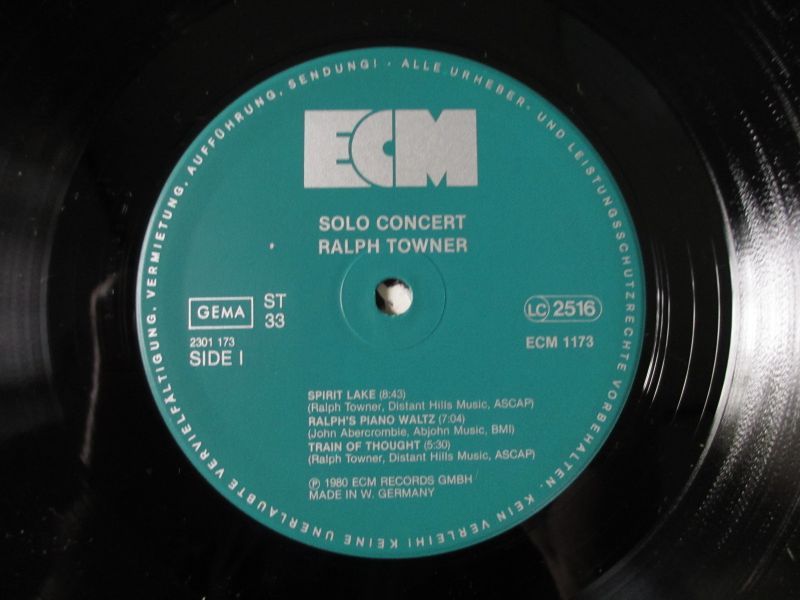 ALLE URHEBER- UND LEISTUNGSSCHUTZRECHTE VORBEHALTEN. KEIN VERLEIH! KEINE UNERLAUBTE VERVIELFÄLTIGUNG, VERMIETUNG, AUFFÜHRUNG, SENDUNG! ·
ECM
SOLO CONCERT
RALPH TOWNER
GEMA
ST
33
LC 2516
2301 173
SIDE I
ECM 1173
SPIRIT LAKE (8:43)
(Ralph Towner, Distant Hills Music, ASCAP)
RALPH'S PIANO WALTZ (7:04)
(John Abercrombie, Abjohn Music, BMI)
TRAIN OF THOUGHT (5:30)
(Ralph Towner, Distant Hills Music, ASCAP)
℗ 1980 ECM RECORDS GMBH
MADE IN W. GERMANY